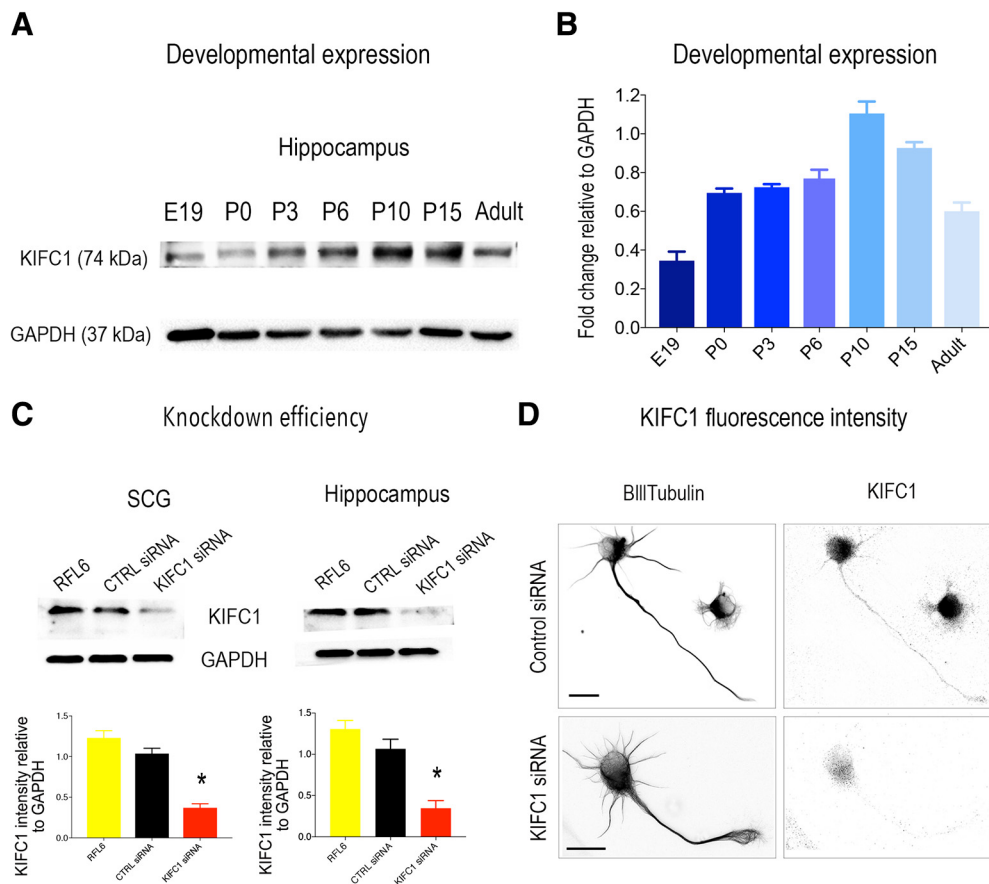 A
Developmental expression
Hippocampus
E19 P0 P3 P6 P10 P15 Adult
KIFC1 (74 kDa)
GAPDH (37 kDa)
B
Developmental expression
Fold change relative to GAPDH
1.2
1.0
0.8
0.6
0.4
0.2
0.0
E19 P0 P3 P6 P10 P15 Adult
C
Knockdown efficiency
SCG
RFL6 CTRL siRNA KIFC1 siRNA
KIFC1
GAPDH
Hippocampus
RFL6 CTRL siRNA KIFC1 siRNA
KIFC1 intensity relative
to GAPDH
1.5
1.0
0.5
0.0
*
RFL6 CTRL siRNA KIFC1 siRNA
KIFC1 intensity relative
to GAPDH
1.5
1.0
0.5
0.0
*
RFL6 CTRL siRNA KIFC1 siRNA
D
KIFC1 fluorescence intensity
BIIITubulin KIFC1
Control siRNA
KIFC1 siRNA